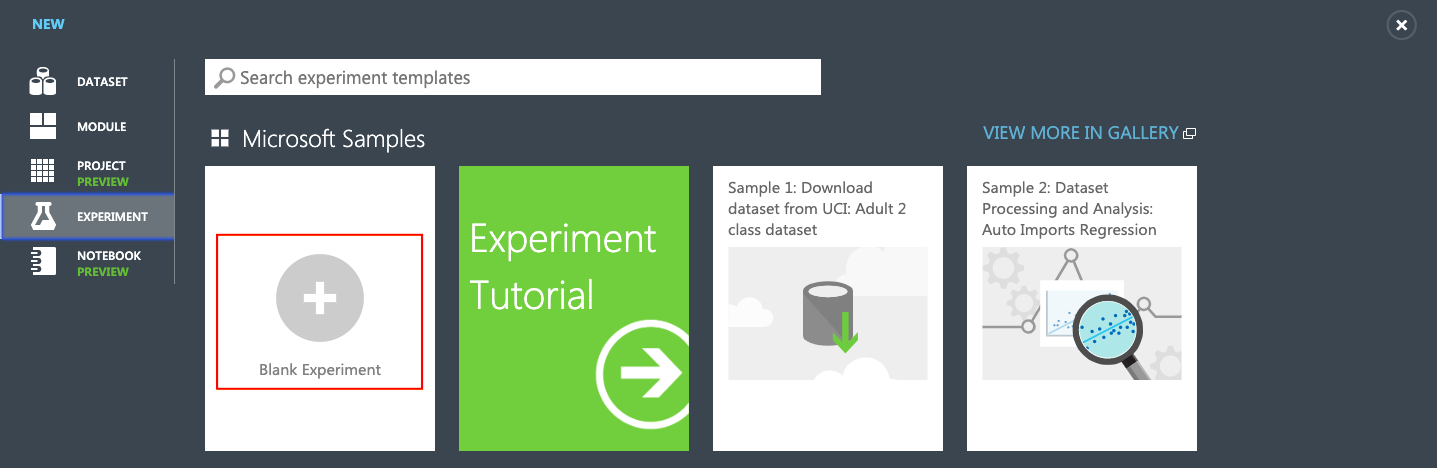 NEW
DATASET
MODULE
PROJECT
PREVIEW
EXPERIMENT
NOTEBOOK
PREVIEW
Search experiment templates
Microsoft Samples
VIEW MORE IN GALLERY
Blank Experiment
Experiment
Tutorial
Sample 1: Download
dataset from UCI: Adult 2
class dataset
Sample 2: Dataset
Processing and Analysis:
Auto Imports Regression